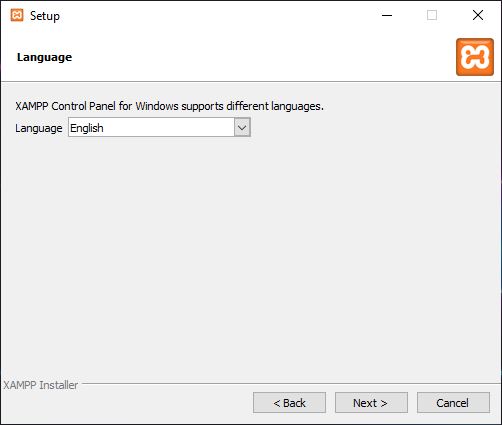 Setup
Language
XAMPP Control Panel for Windows supports different languages.
Language English
XAMPP Installer
< Back Next > Cancel